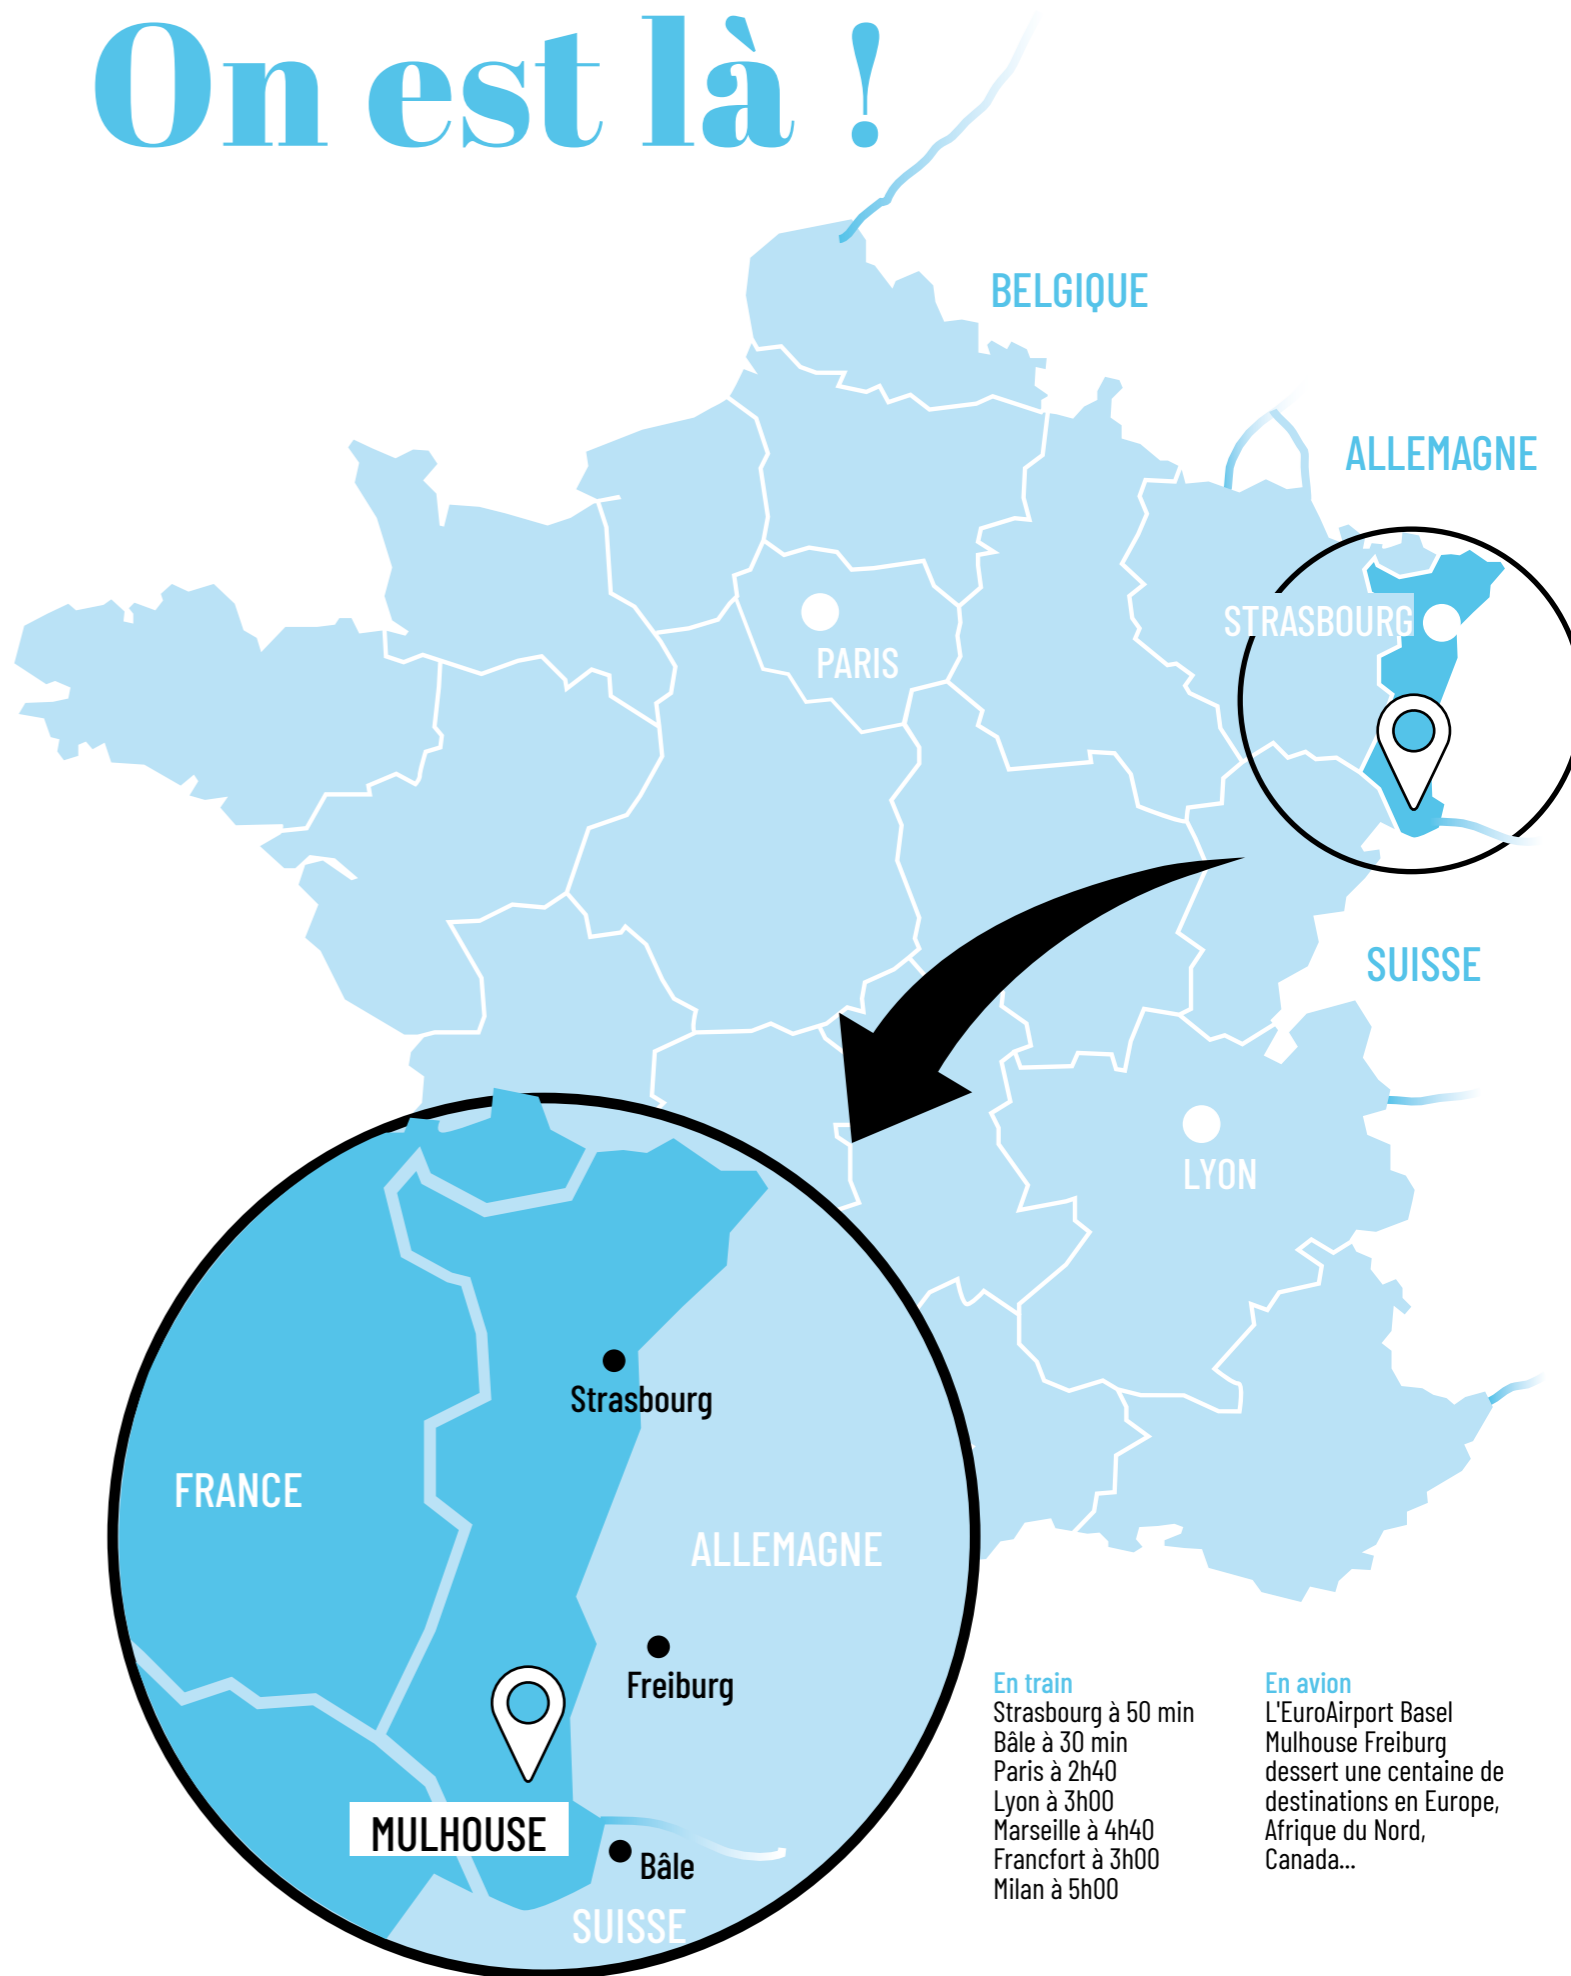 On est là !
BELGIQUE
ALLEMAGNE
STRASBOURG
PARIS
SUISSE
LYON
Strasbourg
FRANCE
ALLEMAGNE
Freiburg
MULHOUSE
Bâle
SUISSE
En train
Strasbourg à 50 min
Bâle à 30 min
Paris à 2h40
Lyon à 3h00
Marseille à 4h40
Francfort à 3h00
Milan à 5h00
En avion
L'EuroAirport Basel
Mulhouse Freiburg
dessert une centaine de
destinations en Europe,
Afrique du Nord,
Canada...